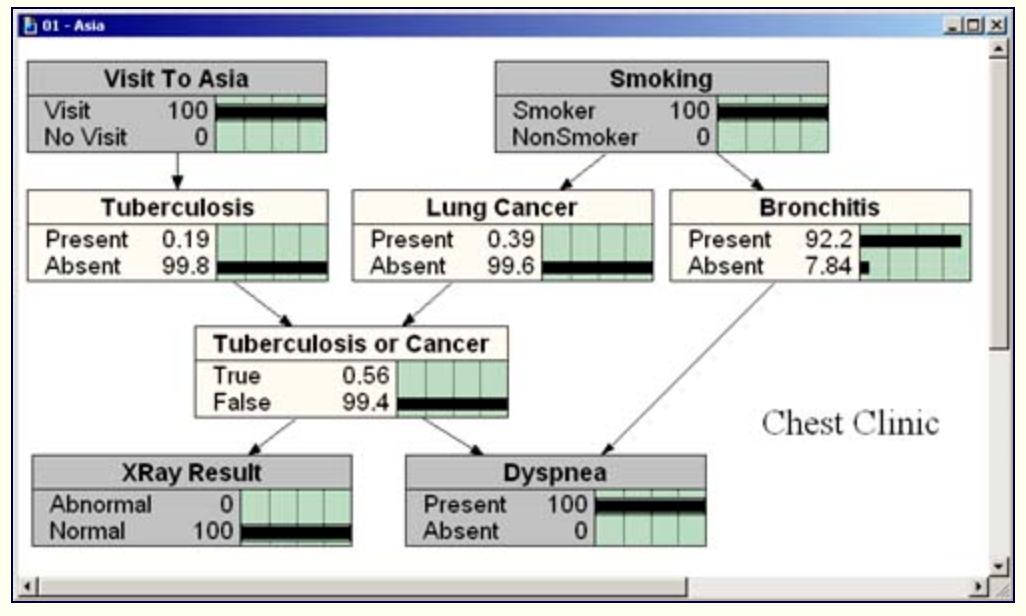 01 - Asia
Visit To Asia
Visit 100
No Visit 0
Smoking
Smoker 100
NonSmoker 0
Tuberculosis
Present 0.19
Absent 99.8
Lung Cancer
Present 0.39
Absent 99.6
Bronchitis
Present 92.2
Absent 7.84
Tuberculosis or Cancer
True 0.56
False 99.4
Chest Clinic
XRay Result
Abnormal 0
Normal 100
Dyspnea
Present 100
Absent 0